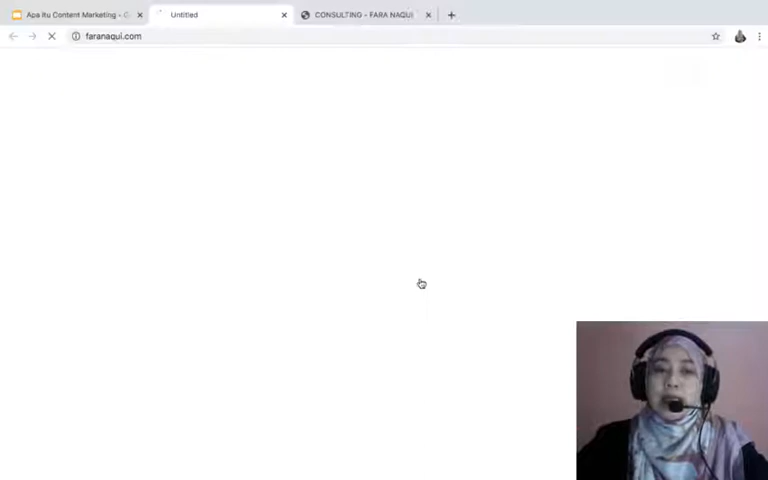 Apa Itu Content Marketing - G
Untitled
CONSULTING - FARA NAQUI
faranaqui.com